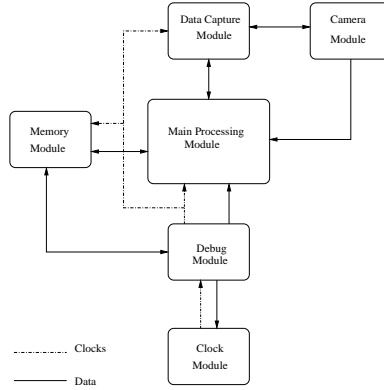 Data Capture
Module
Camera
Module
Memory
Module
Main Processing
Module
Debug
Module
Clock
Module
Clocks
Data